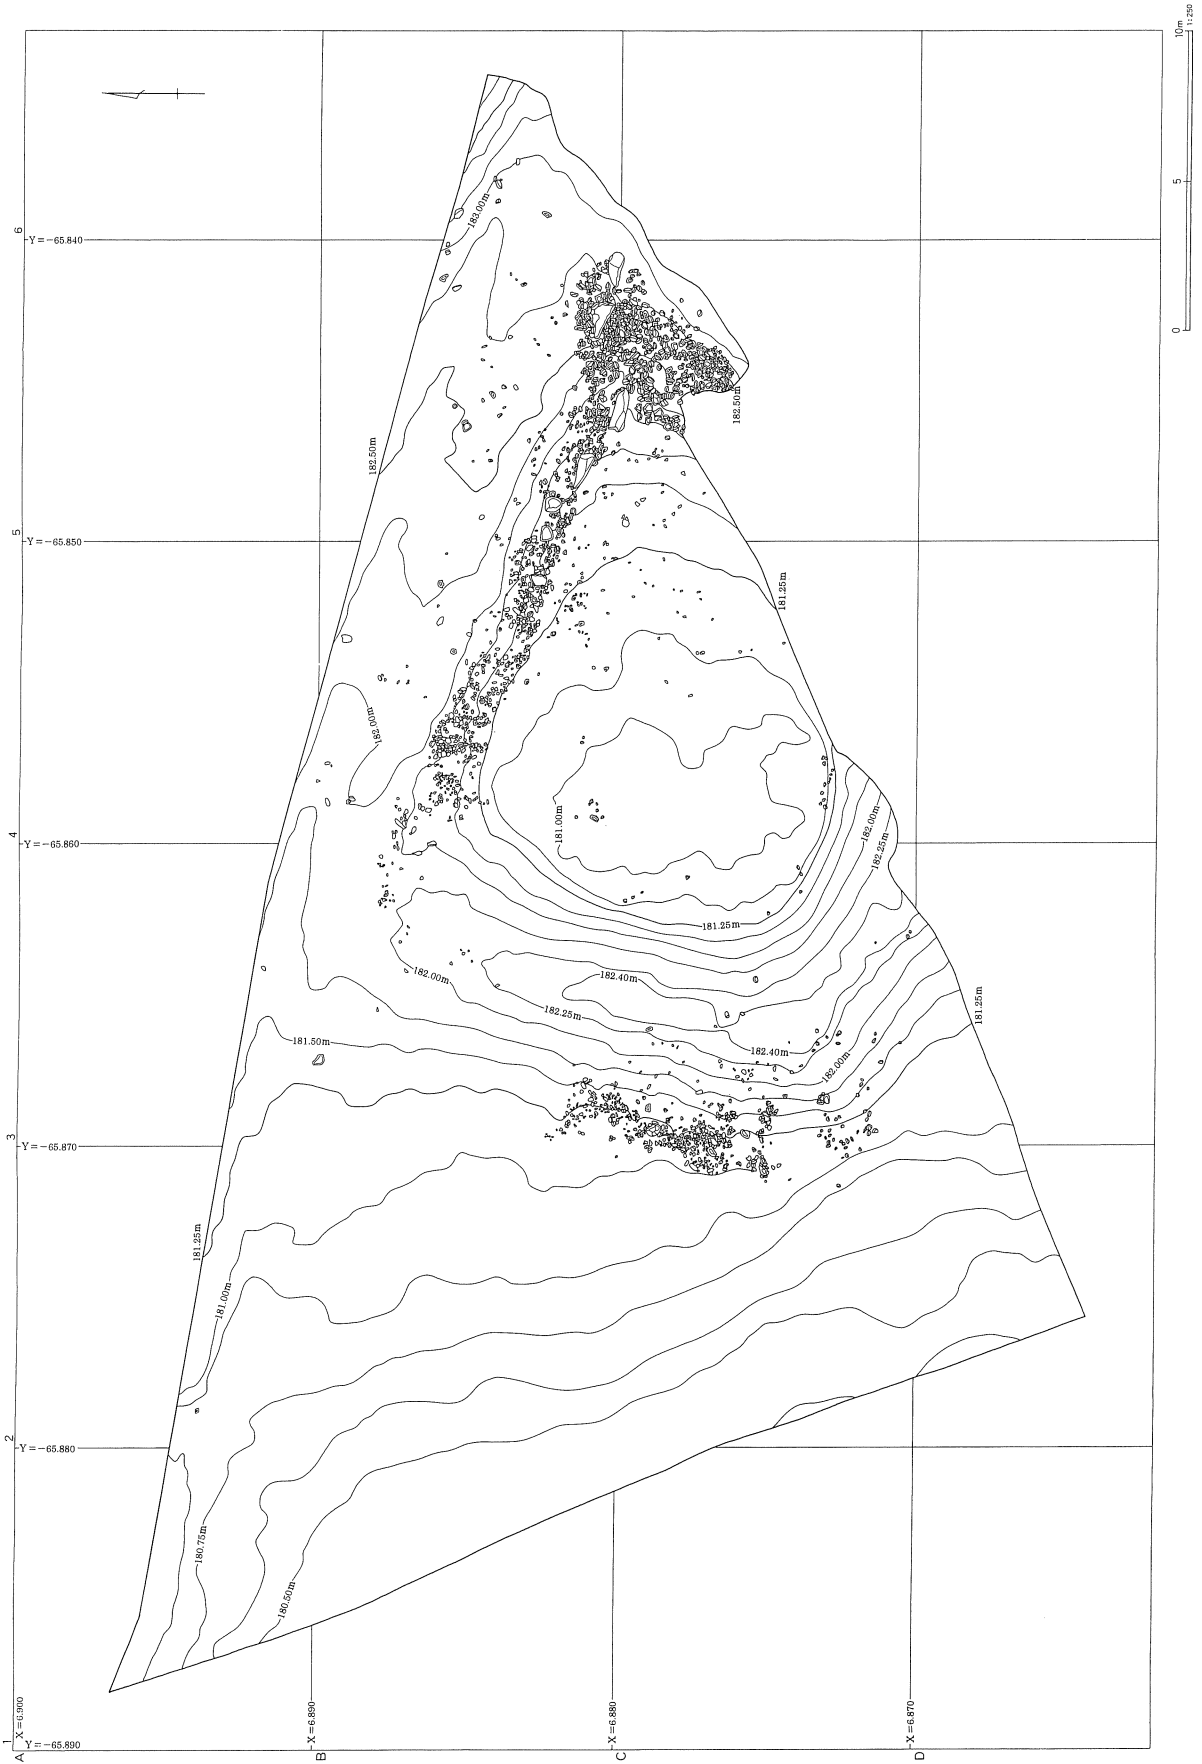 10m
1:250
5
0
6
Y=-65.840
183.00m
182.50m
182.50m
5
Y=-65.850
181.25m
182.00m
4
Y=-65.860
181.00m
182.00m
182.25m
181.25m
182.00m
182.40m
182.25m
181.25m
181.50m
182.40m
182.00m
3
Y=-65.870
181.25m
181.00m
2
Y=-65.880
180.75m
180.50m
1
Y=-65.890
A
X=6.900
B
X=6.890
C
X=6.880
D
X=6.870